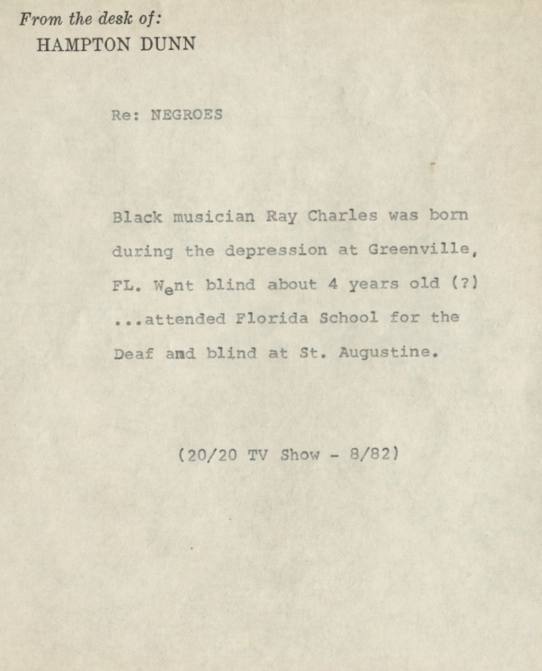 From the desk of:
HAMPTON DUNN
Re: NEGROES
Black musician Ray Charles was born
during the depression at Greenville,
FL. Went blind about 4 years old (?)
...attended Florida School for the
Deaf and blind at St. Augustine.
(20/20 TV Show - 8/82)